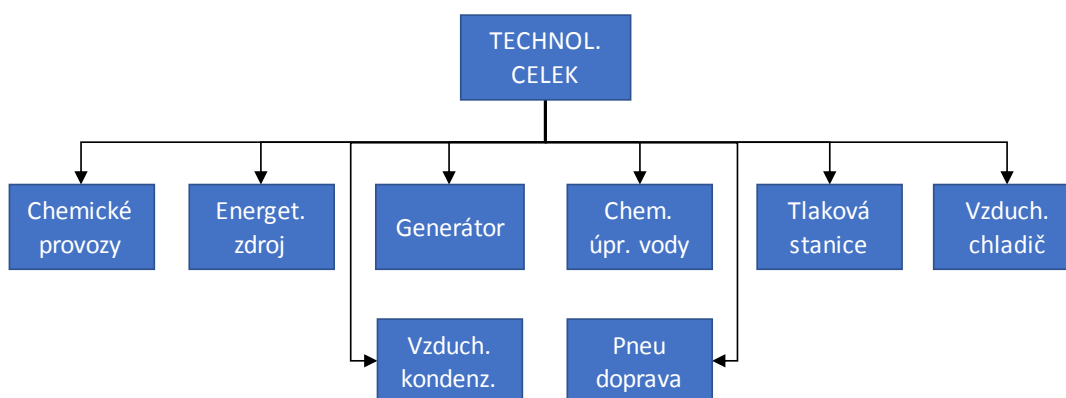 TECHNOL.
CELEK
Chemické
provozy
Energet.
zdroj
Generátor
Chem.
úpr. vody
Tlaková
stanice
Vzduch.
chladič
Vzduch.
kondenz.
Pneu
doprava